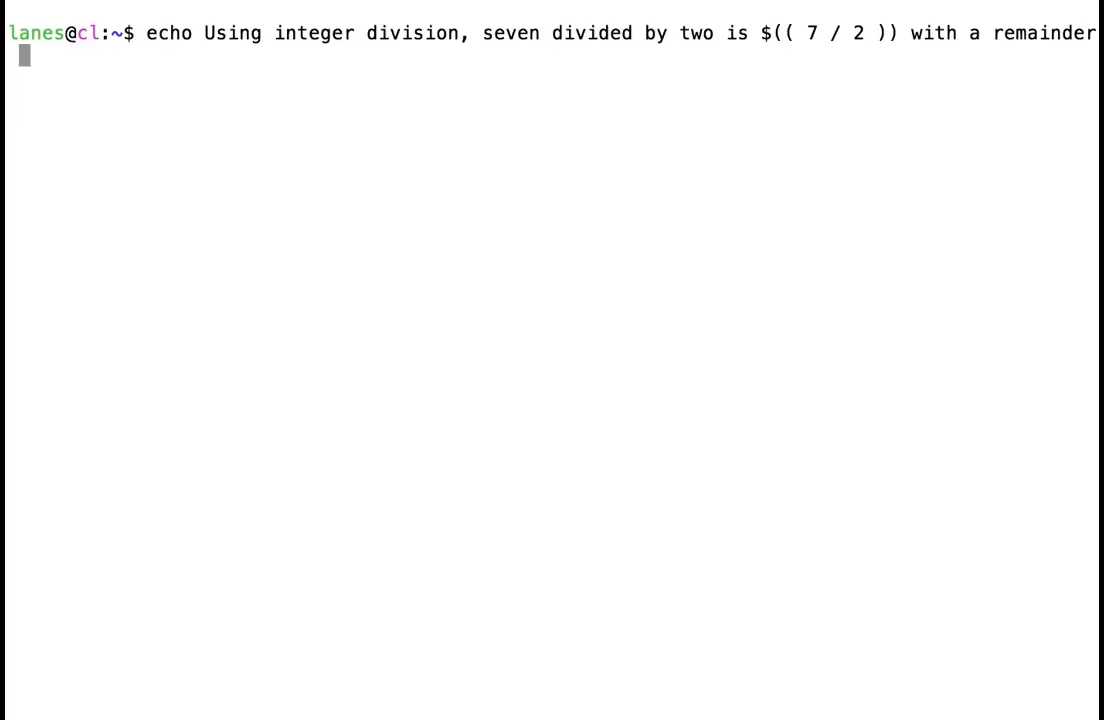 lanes@cl:~$ echo Using integer division, seven divided by two is $(( 7 / 2 )) with a remainder